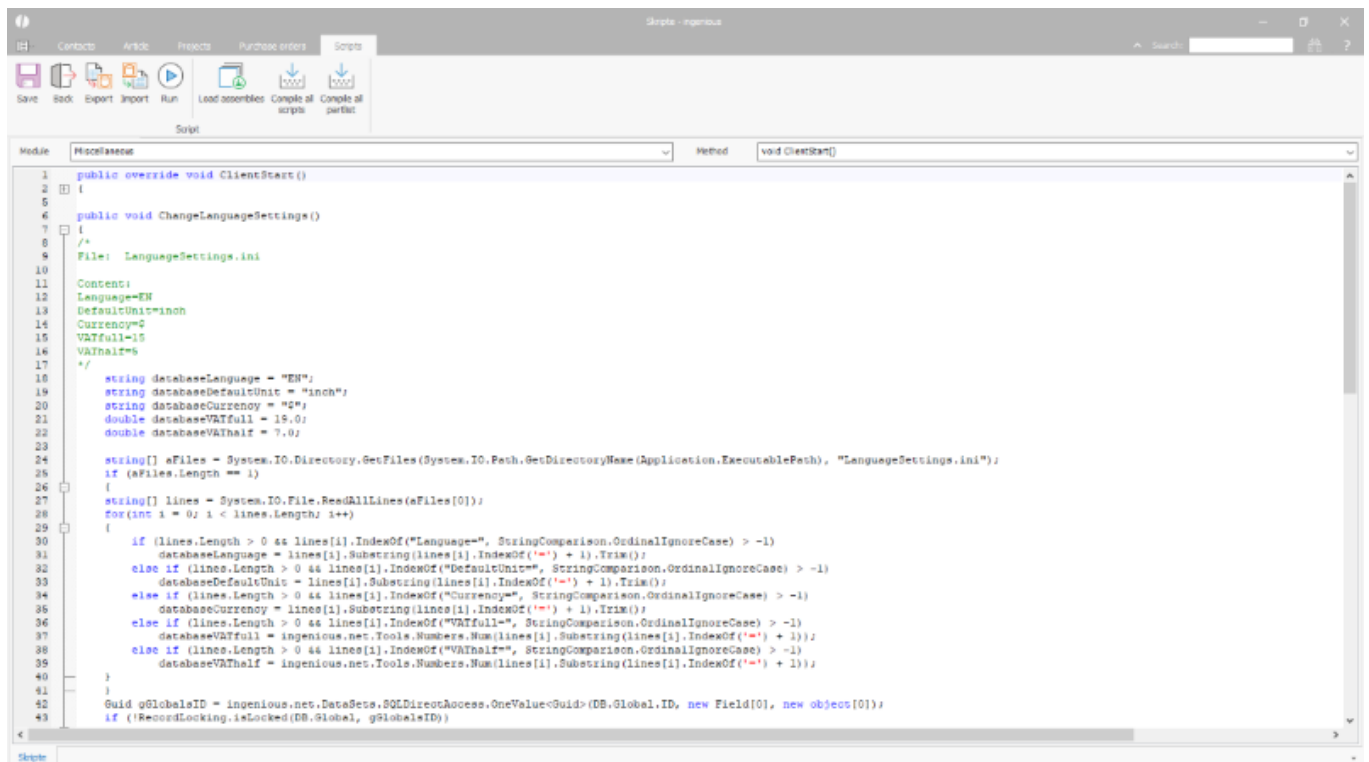 Skripte - ingenious
Contacts Article Projects Purchase orders Scripts Search: ?
Save Back Export Import Run Load assemblies Compile all scripts Compile all partlist
Script
Module Miscellaneous Method void ClientStart()
1 public override void ClientStart()
2 {
5
6 public void ChangeLanguageSettings()
7 {
8 /*
9 File: LanguageSettings.ini
10
11 Content:
12 Language=EN
13 DefaultUnit=inch
14 Currency=$
15 VATfull=15
16 VAThalf=5
17 */
18 string databaseLanguage = "EN";
19 string databaseDefaultUnit = "inch";
20 string databaseCurrency = "$";
21 double databaseVATfull = 19.0;
22 double databaseVAThalf = 7.0;
23
24 string[] aFiles = System.IO.Directory.GetFiles(System.IO.Path.GetDirectoryName(Application.ExecutablePath), "LanguageSettings.ini");
25 if (aFiles.Length == 1)
26 {
27 string[] lines = System.IO.File.ReadAllLines(aFiles[0]);
28 for(int i = 0; i < lines.Length; i++)
29 {
30 if (lines.Length > 0 && lines[i].IndexOf("Language=", StringComparison.OrdinalIgnoreCase) > -1)
31 databaseLanguage = lines[i].Substring(lines[i].IndexOf('=') + 1).Trim();
32 else if (lines.Length > 0 && lines[i].IndexOf("DefaultUnit=", StringComparison.OrdinalIgnoreCase) > -1)
33 databaseDefaultUnit = lines[i].Substring(lines[i].IndexOf('=') + 1).Trim();
34 else if (lines.Length > 0 && lines[i].IndexOf("Currency=", StringComparison.OrdinalIgnoreCase) > -1)
35 databaseCurrency = lines[i].Substring(lines[i].IndexOf('=') + 1).Trim();
36 else if (lines.Length > 0 && lines[i].IndexOf("VATfull=", StringComparison.OrdinalIgnoreCase) > -1)
37 databaseVATfull = ingenious.net.Tools.Numbers.Num(lines[i].Substring(lines[i].IndexOf('=') + 1));
38 else if (lines.Length > 0 && lines[i].IndexOf("VAThalf=", StringComparison.OrdinalIgnoreCase) > -1)
39 databaseVAThalf = ingenious.net.Tools.Numbers.Num(lines[i].Substring(lines[i].IndexOf('=') + 1));
40 }
41 }
42 Guid gGlobalsID = ingenious.net.DataSets.SQLDirectAccess.OneValue<Guid>(DB.Global.ID, new Field[0], new object[0]);
43 if (!RecordLocking.isLocked(DB.Global, gGlobalsID))
Skripte